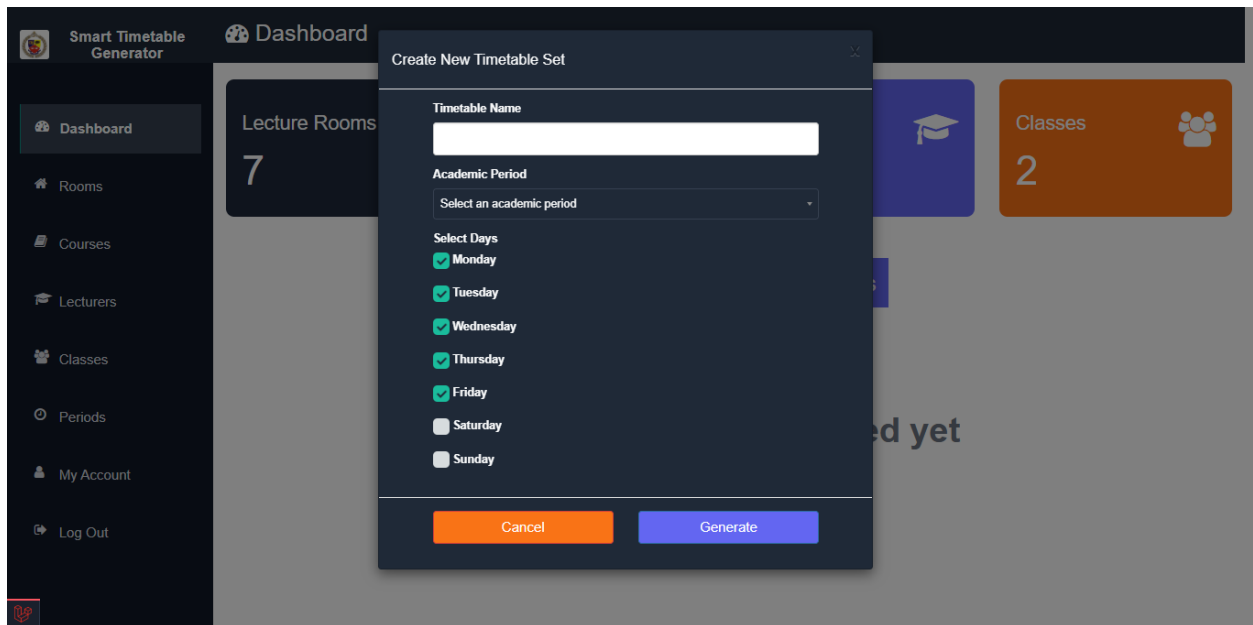 Smart Timetable
Generator
Dashboard
Dashboard
Rooms
Courses
Lecturers
Classes
Periods
My Account
Log Out
Lecture Rooms
7
Classes
2
ed yet
Create New Timetable Set
x
Timetable Name
Academic Period
Select an academic period
Select Days
Monday
Tuesday
Wednesday
Thursday
Friday
Saturday
Sunday
Cancel
Generate